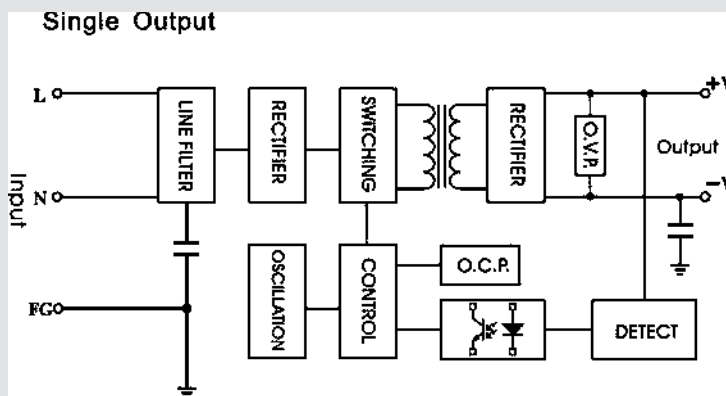 Single Output
L
N
FG
Input
LINE FILTER
RECTIFIER
SWITCHING
RECTIFIER
O.V.P.
+V
Output
-V
OSCILLATION
CONTROL
O.C.P.
DETECT